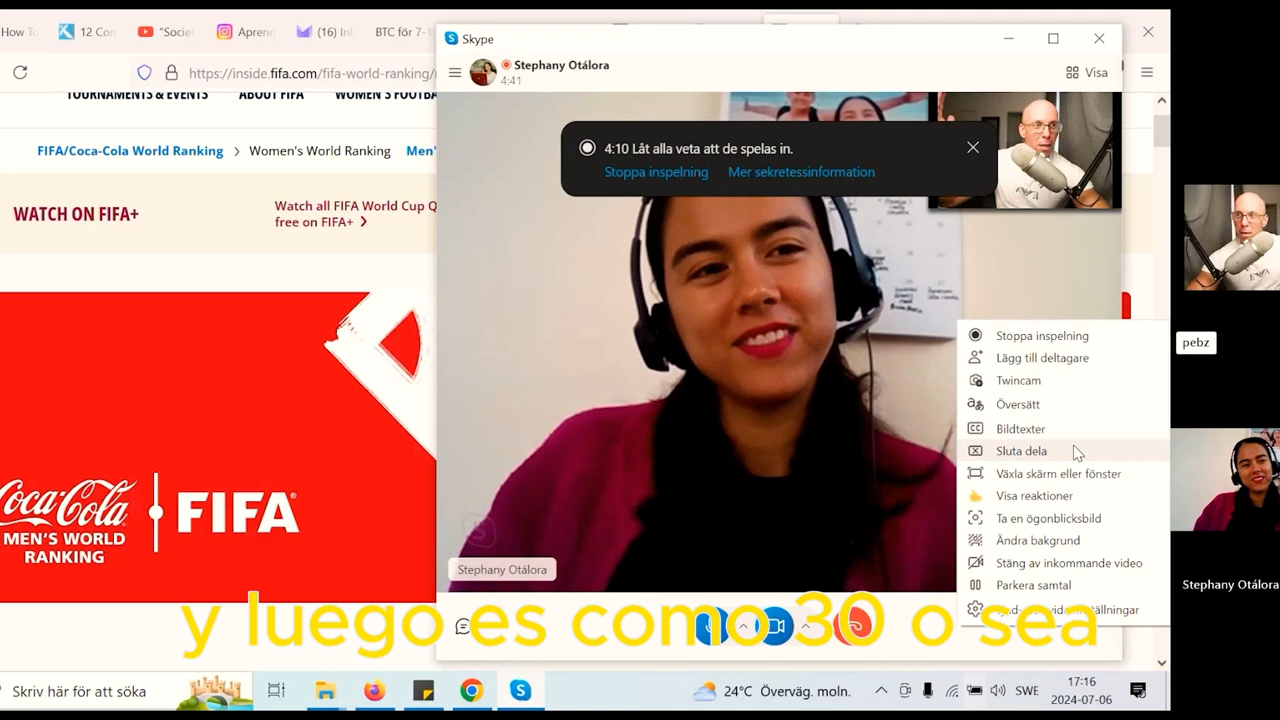 How To
12 Con
"Societ
Aprend
(16) Inb
BTC för 7-1
https://inside.fifa.com/fifa-world-ranking/
TOURNAMENTS & EVENTS
ABOUT FIFA
FIFA/Coca-Cola World Ranking
Women's World Ranking
Men'
WATCH ON FIFA+
Watch all FIFA World Cup Q
free on FIFA+
Coca-Cola
FIFA
MEN'S WORLD
RANKING
Skype
Stephany Otálora
4:41
Visa
4:10 Låt alla veta att de spelas in.
Stoppa inspelning
Mer sekretessinformation
Stoppa inspelning
Lägg till deltagare
Twincam
Översätt
Bildtexter
Sluta dela
Växla skärm eller fönster
Visa reaktioner
Ta en ögonblicksbild
Ändra bakgrund
Stäng av inkommande video
Parkera samtal
Stephany Otálora
y luego es como 30 o sea
pebz
Stephany Otálora
Skriv här för att söka
24°C Överväg. moln.
SWE
17:16
2024-07-06